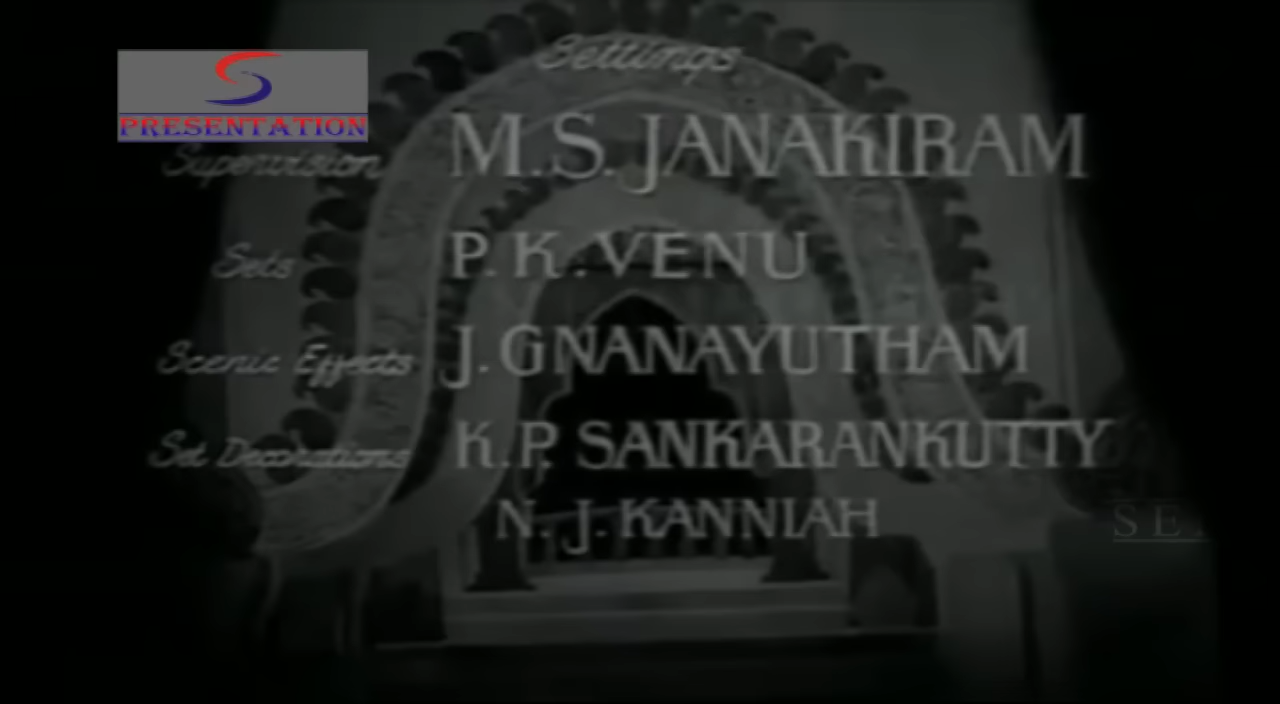 Settings
PRESENTATION
Supervision M.S. JANAKIRAM
Sets P.K.VENU
Scenic Effects J.GNANAYUTHAM
Set Decorations K.P. SANKARANKUTTY
N.J. KANNIAH